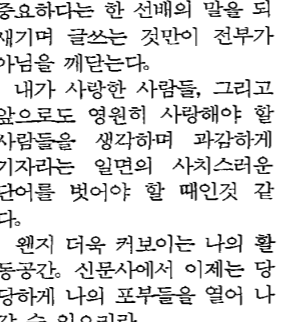 중요하다는 한 선배의 말을 되
새기며 글쓰는 것만이 전부가
아님을 깨닫는다.
내가 사랑한 사람들, 그리고
앞으로도 영원히 사랑해야 할
사람들을 생각하며 과감하게
기자라는 일면의 사치스러운
단어를 벗어야 할 때인것 같
다.
왠지 더욱 커보이는 나의 활
동공간. 신문사에서 이제는 당
당하게 나의 포부들을 열어 나
갈 수 있으리라